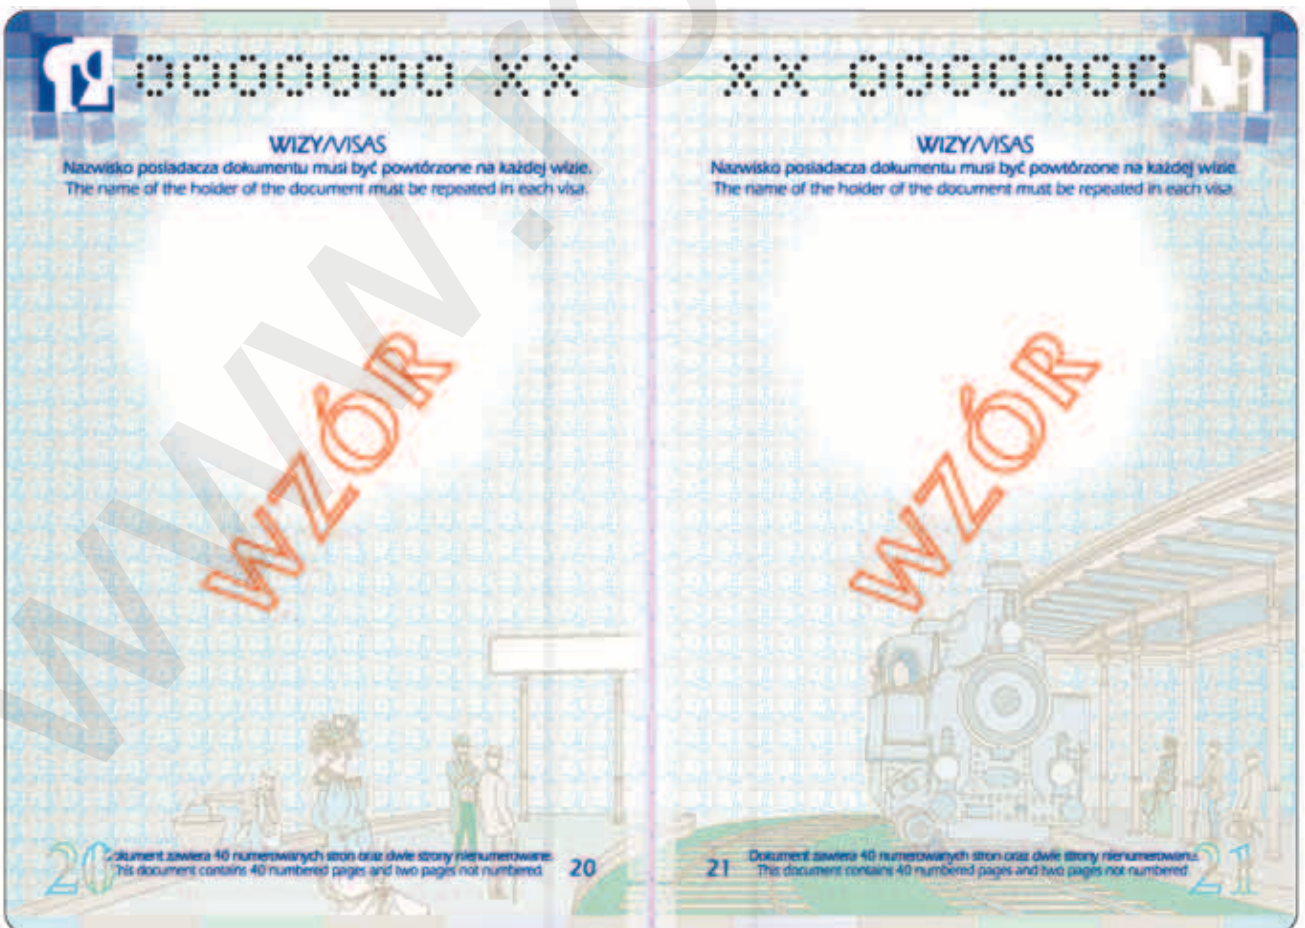 0000000 XX
WIZY/VISAS
Nazwisko posiadacza dokumentu musi być powtórzone na każdej wizie.
The name of the holder of the document must be repeated in each visa.
WZÓR
20
Dokument zawiera 40 numerowanych stron oraz dwie strony nienumerowane.
This document contains 40 numbered pages and two pages not numbered.
20
XX 0000000
WIZY/VISAS
Nazwisko posiadacza dokumentu musi być powtórzone na każdej wizie.
The name of the holder of the document must be repeated in each visa.
WZÓR
21
Dokument zawiera 40 numerowanych stron oraz dwie strony nienumerowane.
This document contains 40 numbered pages and two pages not numbered.
21
www.r